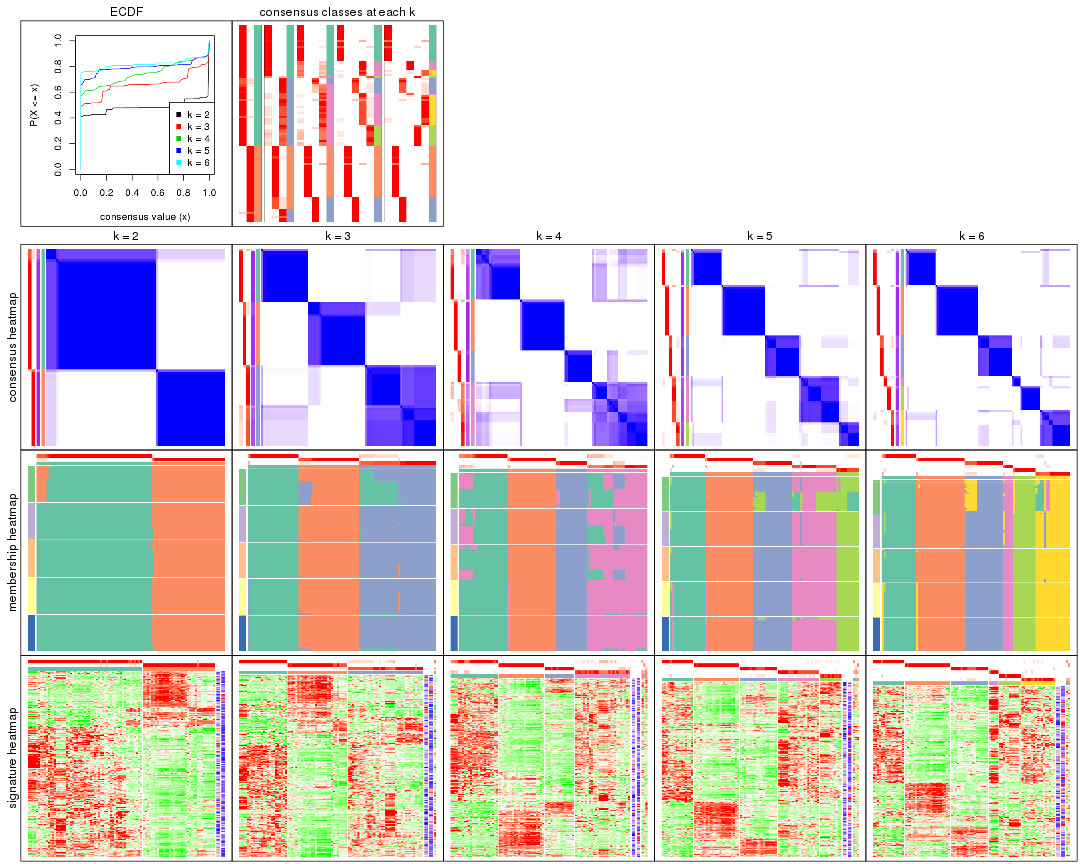 ECDF
consensus classes at each k
P(X <= x)
0.0
0.2
0.4
0.6
0.8
1.0
k = 2
k = 3
k = 4
k = 5
k = 6
0.0 0.2 0.4 0.6 0.8 1.0
consensus value (x)
k = 2
k = 3
k = 4
k = 5
k = 6
consensus heatmap
membership heatmap
signature heatmap